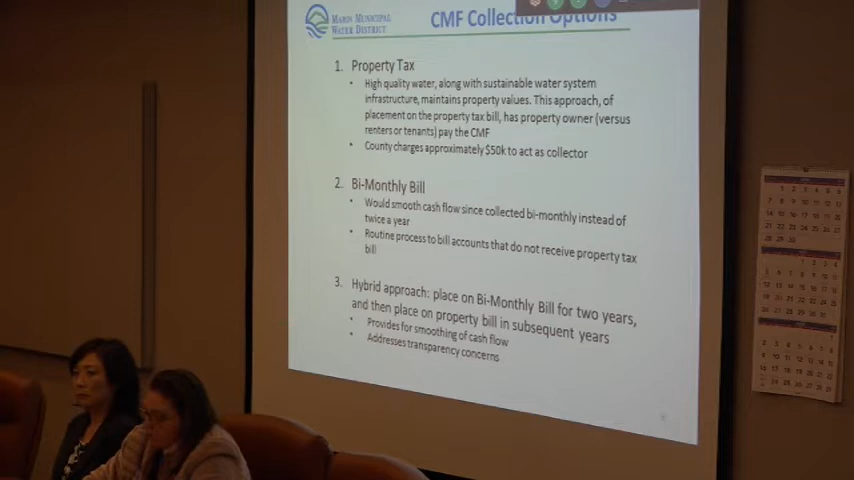 MARIN MUNICIPAL
WATER DISTRICT
CMF Collection Options
1. Property Tax
• High quality water, along with sustainable water system
infrastructure, maintains property values. This approach, of
placement on the property tax bill, has property owner (versus
renters or tenants) pay the CMF
• County charges approximately $50k to act as collector
2. Bi-Monthly Bill
• Would smooth cash flow since collected bi-monthly instead of
twice a year
• Routine process to bill accounts that do not receive property tax
bill
3. Hybrid approach: place on Bi-Monthly Bill for two years,
and then place on property bill in subsequent years
• Provides for smoothing of cash flow
• Addresses transparency concerns